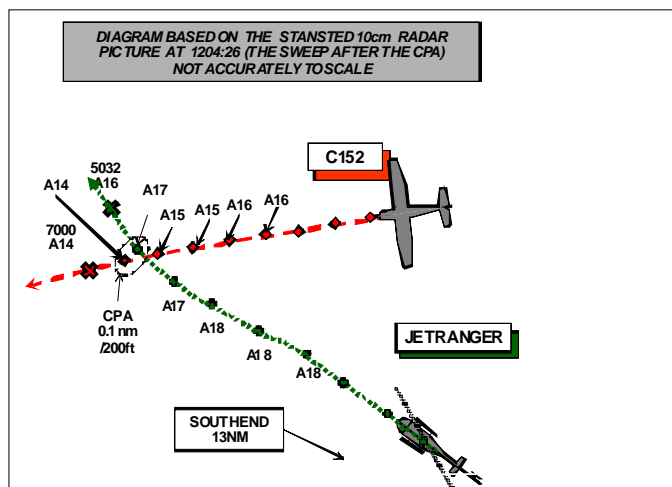 DIAGRAM BASED ON THE STANSTED 10cm RADAR
PICTURE AT 1204:26 (THE SWEEP AFTER THE CPA)
NOT ACCURATELY TO SCALE
C152
5032
A16
A14
A17
A15
A15
A16
A16
7000
A14
CPA
0.1 nm
/200ft
A17
A18
A18
A18
JETRANGER
SOUTHEND
13NM